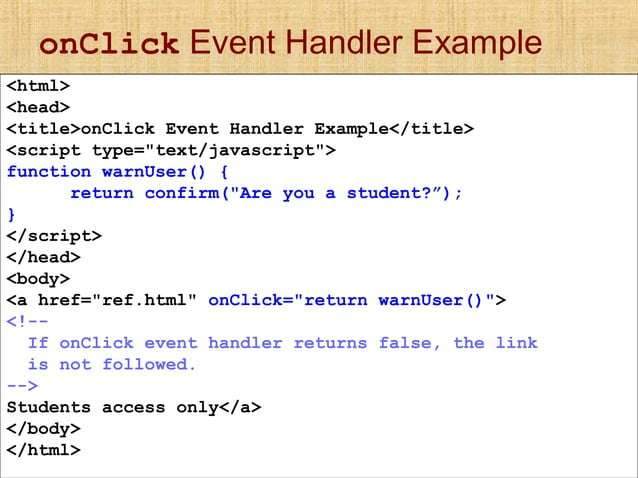 onClick Event Handler Example
<html>
<head>
<title>onClick Event Handler Example</title>
<script type="text/javascript">
function warnUser() {
return confirm("Are you a student?”);
}
</script>
</head>
<body>
<a href="ref.html" onClick="return warnUser()">
<!--
If onClick event handler returns false, the link
is not followed.
-->
Students access only</a>
</body>
</html>